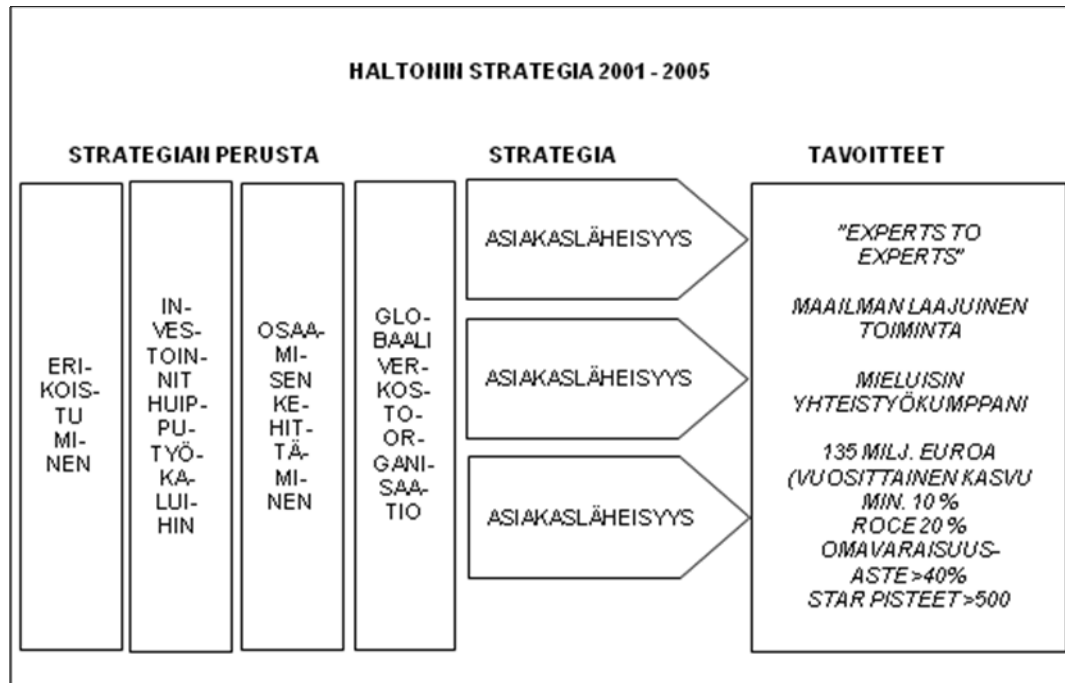 HALTONIN STRATEGIA 2001 - 2005
STRATEGIAN PERUSTA
STRATEGIA
TAVOITTEET
ERI-
KOIS-
TU
MI-
NEN
IN-
VES-
TOIN-
NIT
HUIP-
PU-
TYÖ-
KA-
LUI-
HIN
OSAA-
MI-
SEN
KE-
HIT-
TÄ-
MI-
NEN
GLO-
BAALI
VER-
KOS-
TO-
OR-
GANI-
SAA-
TIO
ASIAKASLÄHEISYYS
ASIAKASLÄHEISYYS
ASIAKASLÄHEISYYS
"EXPERTS TO
EXPERTS"
MAAILMAN LAAJUINEN
TOIMINTA
MIELUISIN
YHTEISTYÖKUMPPANI
135 MILJ. EUROA
(VUOSITTAINEN KASVU
MIN. 10 %
ROCE 20 %
OMAVARAISUUS-
ASTE >40%
STAR PISTEET >500